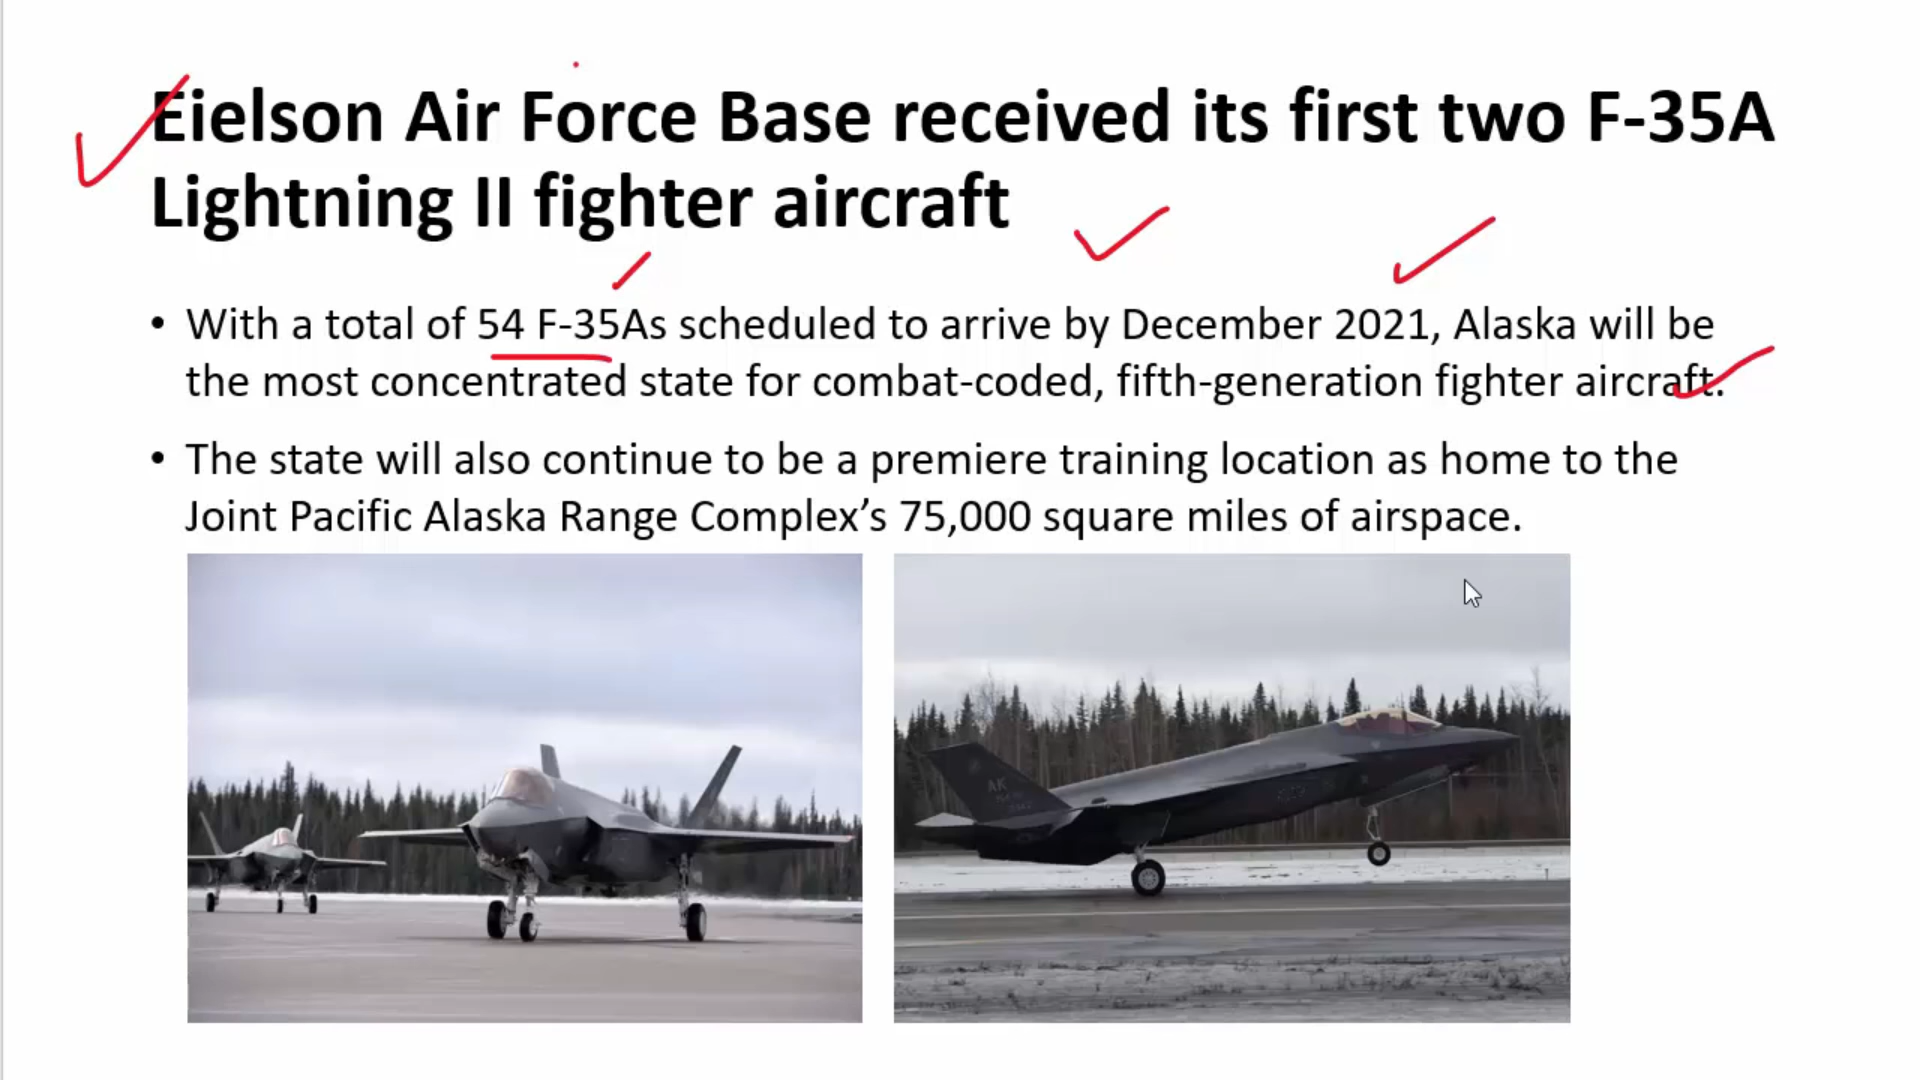 Eielson Air Force Base received its first two F-35A
Lightning II fighter aircraft
• With a total of 54 F-35As scheduled to arrive by December 2021, Alaska will be
the most concentrated state for combat-coded, fifth-generation fighter aircraft.
• The state will also continue to be a premiere training location as home to the
Joint Pacific Alaska Range Complex’s 75,000 square miles of airspace.
AK